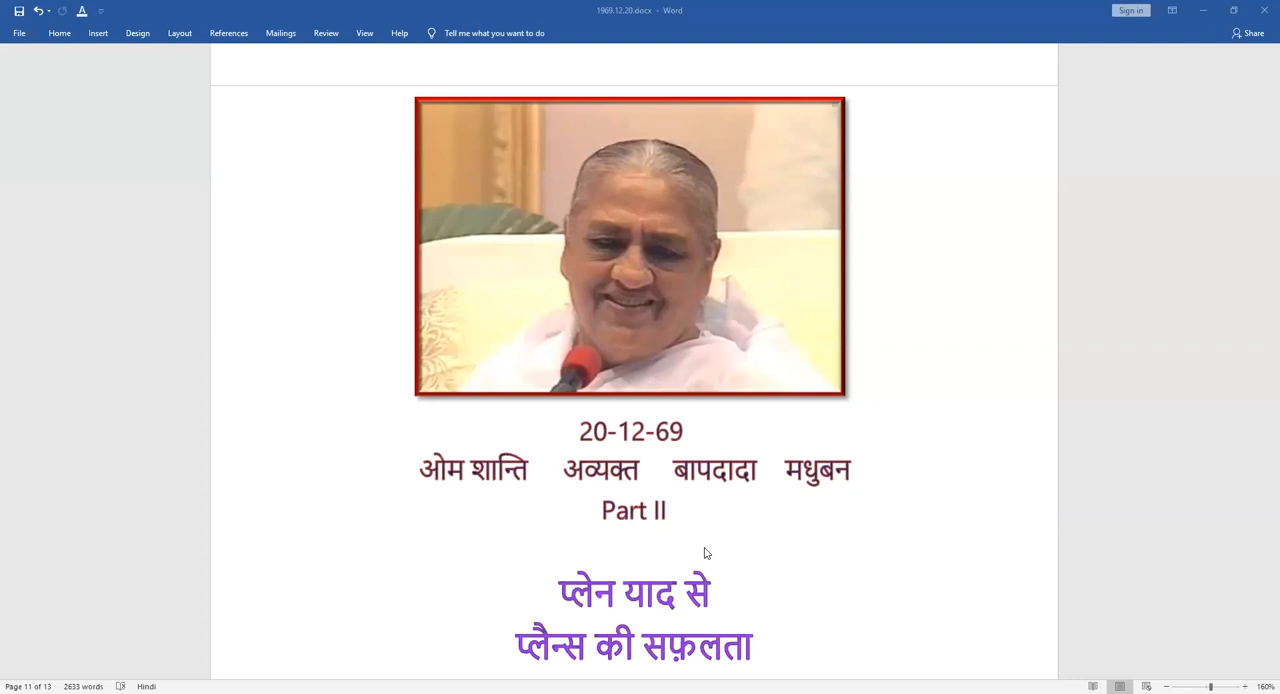 1969.12.20.docx - Word
Sign in
File Home Insert Design Layout References Mailings Review View Help Tell me what you want to do Share
20-12-69
ओम शान्ति अव्यक्त बापदादा मधुबन
Part II
प्लेन याद से
प्लैन्स की सफ़लता
Page 11 of 13 2633 words Hindi 160%